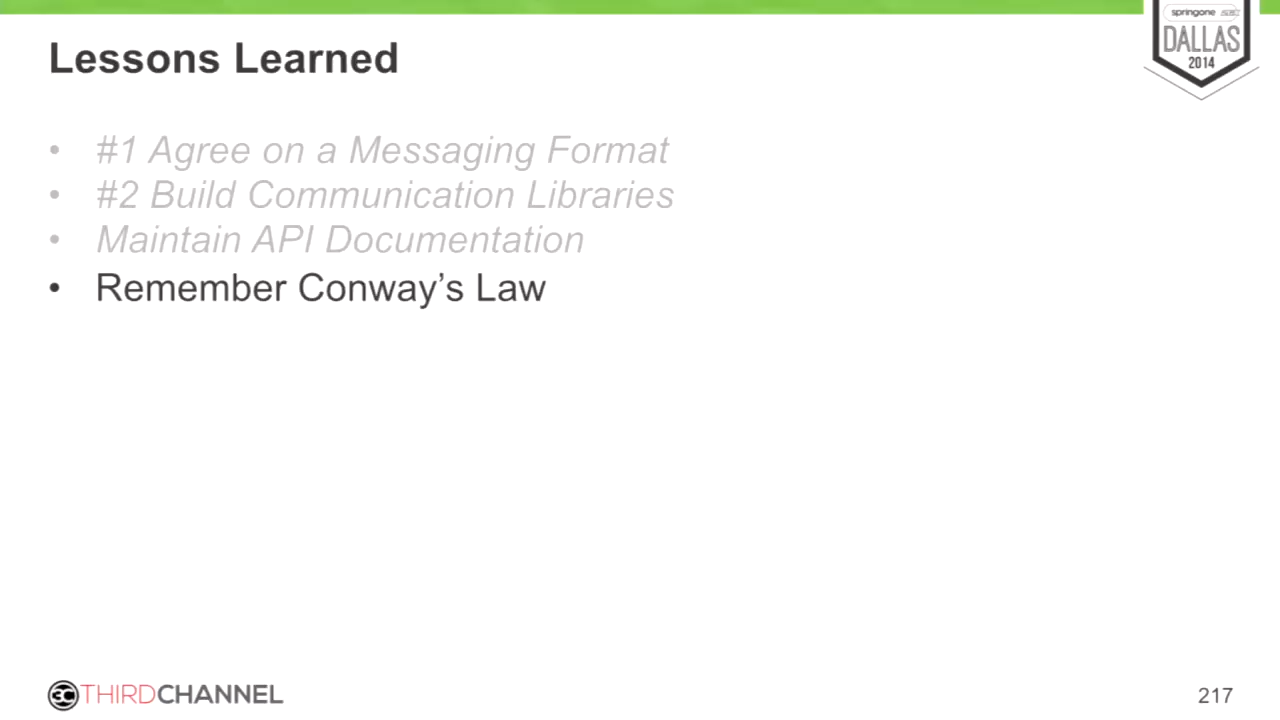 springone
DALLAS
2014
Lessons Learned
• #1 Agree on a Messaging Format
• #2 Build Communication Libraries
• Maintain API Documentation
• Remember Conway’s Law
3C THIRDCHANNEL
217